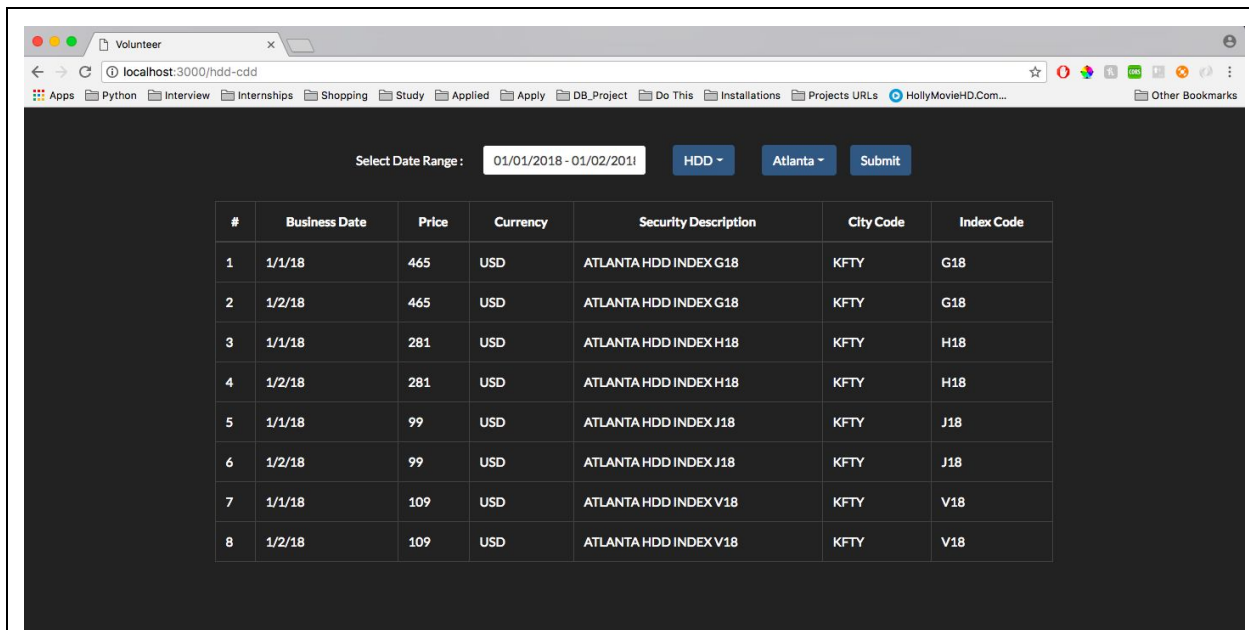 Volunteer
localhost:3000/hdd-cdd
Apps Python Interview Internships Shopping Study Applied Apply DB_Project Do This Installations Projects URLs HollyMovieHD.Com... Other Bookmarks
Select Date Range : 01/01/2018 - 01/02/2018 HDD Atlanta Submit
# Business Date Price Currency Security Description City Code Index Code
1 1/1/18 465 USD ATLANTA HDD INDEX G18 KFTY G18
2 1/2/18 465 USD ATLANTA HDD INDEX G18 KFTY G18
3 1/1/18 281 USD ATLANTA HDD INDEX H18 KFTY H18
4 1/2/18 281 USD ATLANTA HDD INDEX H18 KFTY H18
5 1/1/18 99 USD ATLANTA HDD INDEX J18 KFTY J18
6 1/2/18 99 USD ATLANTA HDD INDEX J18 KFTY J18
7 1/1/18 109 USD ATLANTA HDD INDEX V18 KFTY V18
8 1/2/18 109 USD ATLANTA HDD INDEX V18 KFTY V18